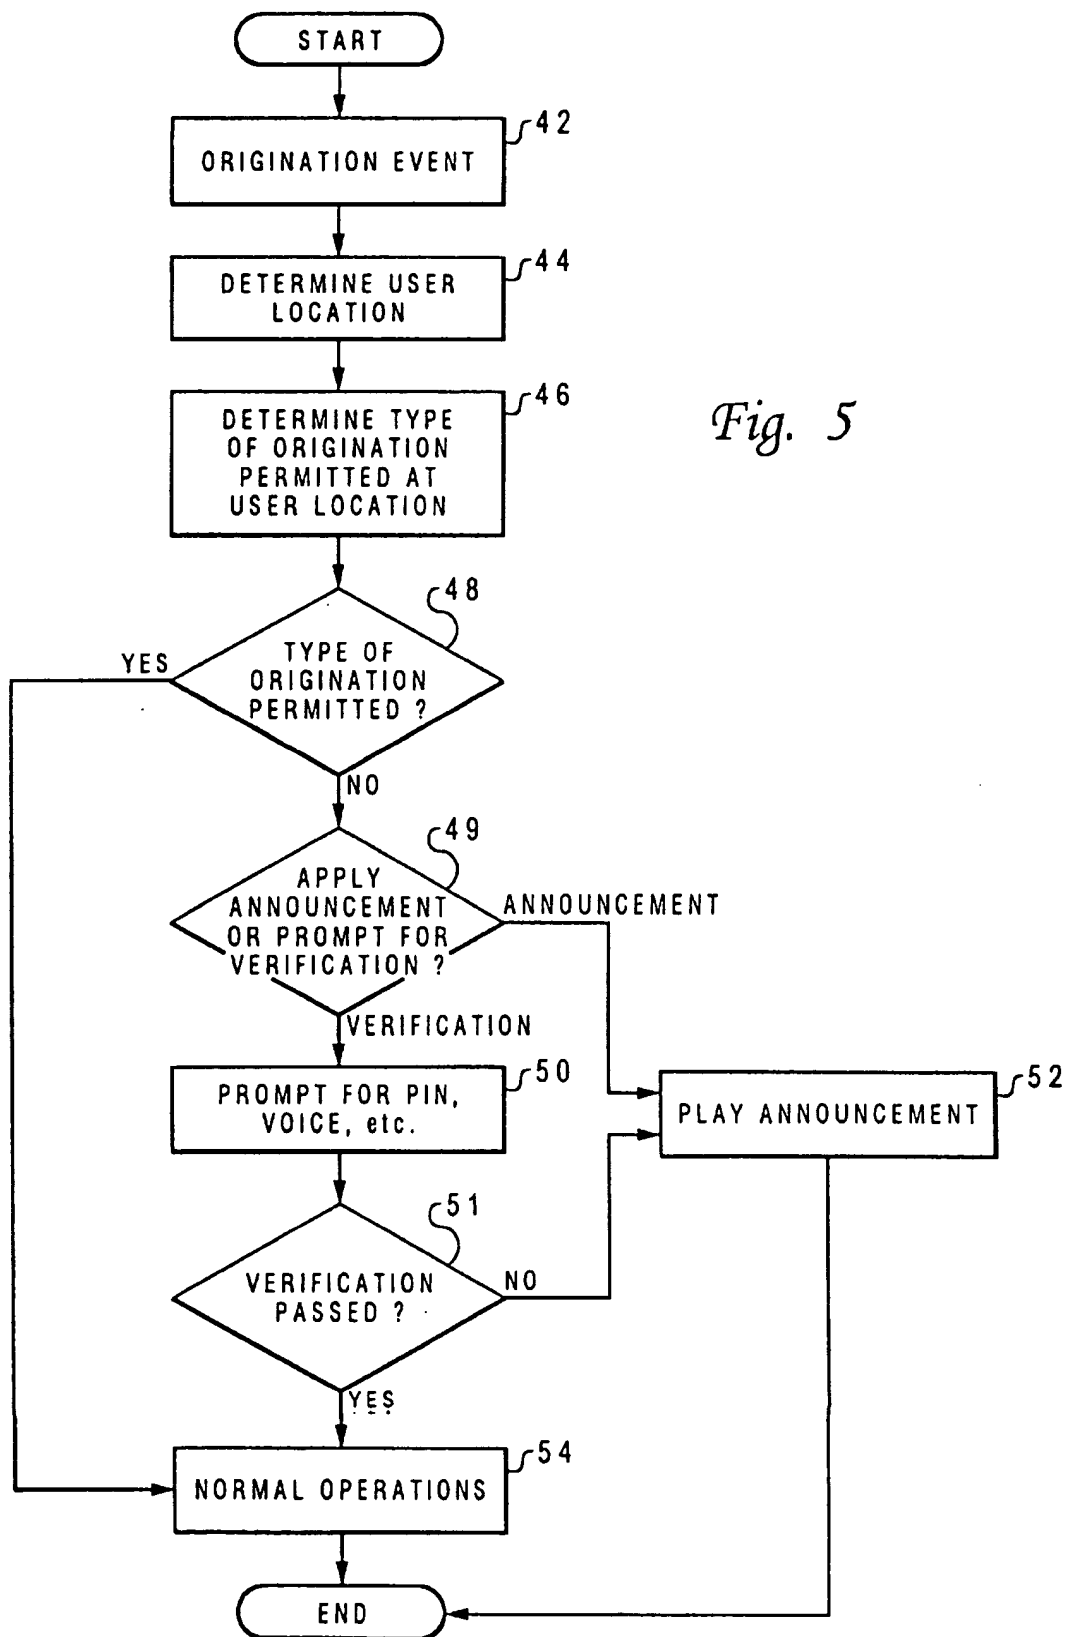 START
42
ORIGINATION EVENT
44
DETERMINE USER
LOCATION
46
DETERMINE TYPE
OF ORIGINATION
PERMITTED AT
USER LOCATION
Fig. 5
48
YES
TYPE OF
ORIGINATION
PERMITTED ?
NO
49
APPLY
ANNOUNCEMENT
OR PROMPT FOR
VERIFICATION ?
ANNOUNCEMENT
VERIFICATION
50
PROMPT FOR PIN,
VOICE, etc.
52
PLAY ANNOUNCEMENT
51
VERIFICATION
PASSED ?
NO
YES
54
NORMAL OPERATIONS
END